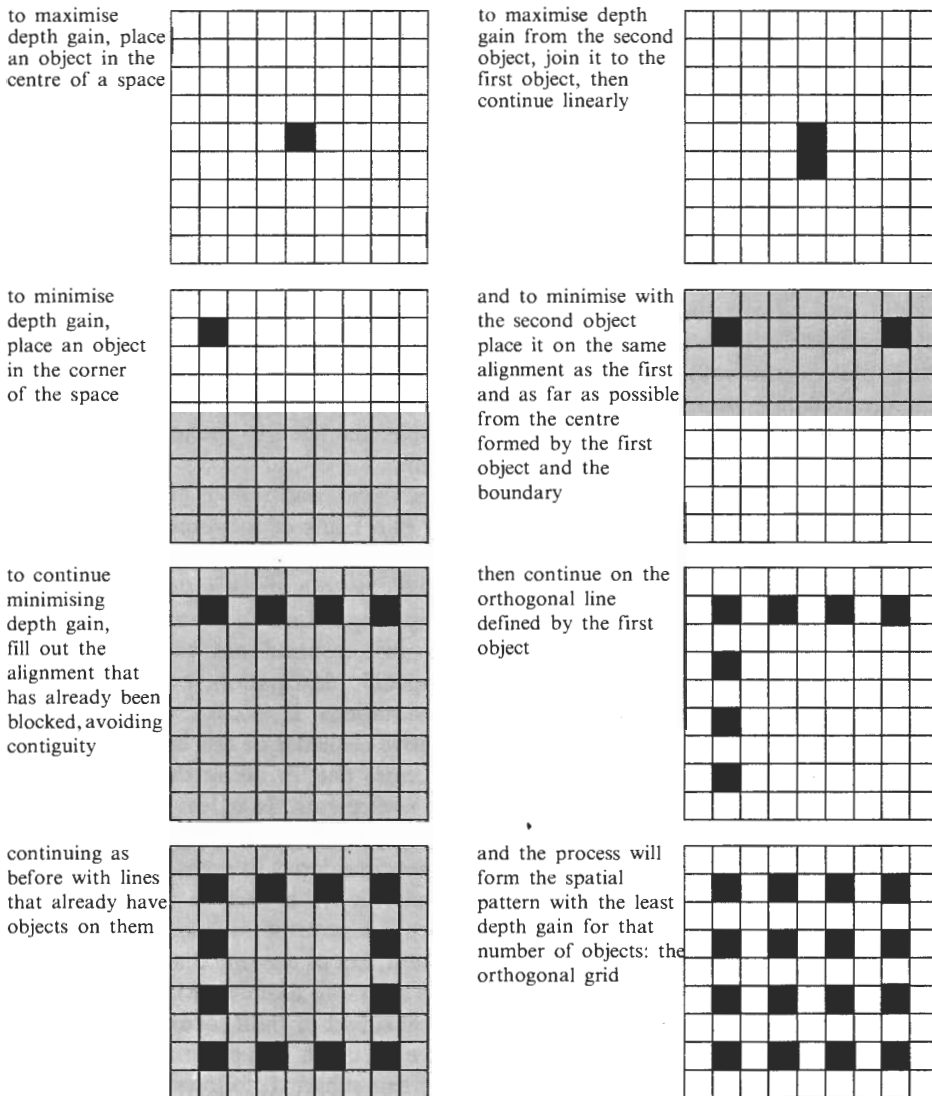 to maximise
depth gain, place
an object in the
centre of a space
to maximise depth
gain from the second
object, join it to the
first object, then
continue linearly
to minimise
depth gain,
place an object
in the corner
of the space
and to minimise with
the second object
place it on the same
alignment as the first
and as far as possible
from the centre
formed by the first
object and the
boundary
to continue
minimising
depth gain,
fill out the
alignment that
has already been
blocked, avoiding
contiguity
then continue on the
orthogonal line
defined by the first
object
continuing as
before with lines
that already have
objects on them
and the process will
form the spatial
pattern with the least
depth gain for that
number of objects: the
orthogonal grid